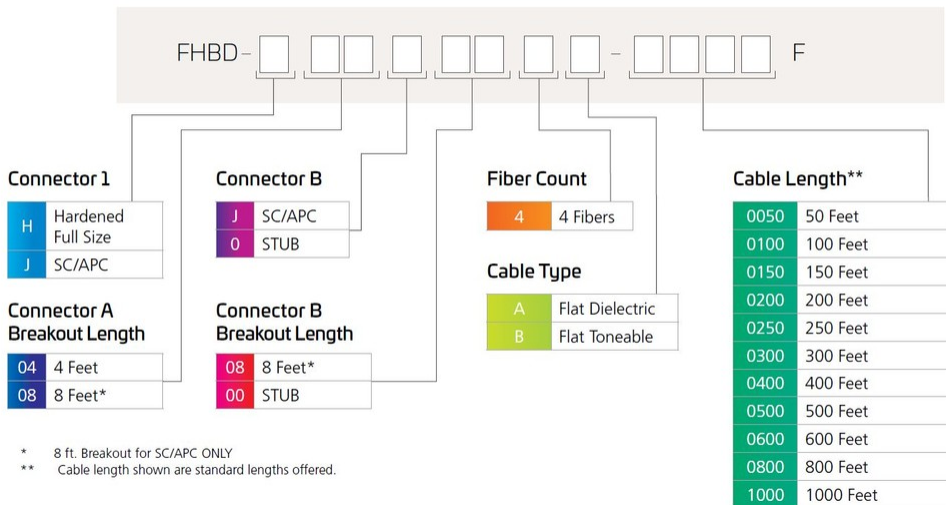 FHBD- – F
Connector 1
H Hardened
Full Size
J SC/APC
Connector A
Breakout Length
04 4 Feet
08 8 Feet*
Connector B
J SC/APC
0 STUB
Connector B
Breakout Length
08 8 Feet*
00 STUB
Fiber Count
4 4 Fibers
Cable Type
A Flat Dielectric
B Flat Toneable
Cable Length**
0050 50 Feet
0100 100 Feet
0150 150 Feet
0200 200 Feet
0250 250 Feet
0300 300 Feet
0400 400 Feet
0500 500 Feet
0600 600 Feet
0800 800 Feet
1000 1000 Feet
* 8 ft. Breakout for SC/APC ONLY
** Cable length shown are standard lengths offered.